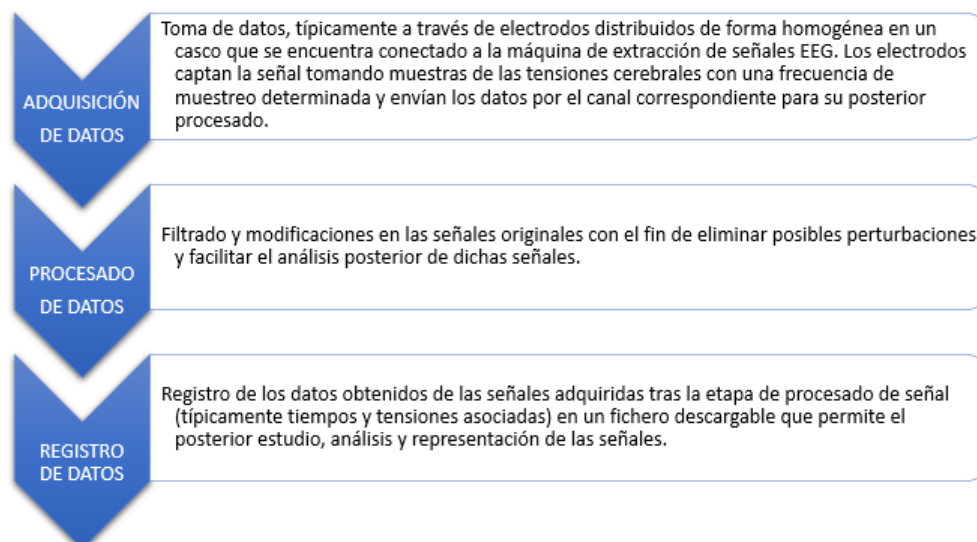 ADQUISICIÓN
DE DATOS
Toma de datos, típicamente a través de electrodos distribuidos de forma homogénea en un
casco que se encuentra conectado a la máquina de extracción de señales EEG. Los electrodos
captan la señal tomando muestras de las tensiones cerebrales con una frecuencia de
muestreo determinada y envían los datos por el canal correspondiente para su posterior
procesado.
PROCESADO
DE DATOS
Filtrado y modificaciones en las señales originales con el fin de eliminar posibles perturbaciones
y facilitar el análisis posterior de dichas señales.
REGISTRO
DE DATOS
Registro de los datos obtenidos de las señales adquiridas tras la etapa de procesado de señal
(típicamente tiempos y tensiones asociadas) en un fichero descargable que permite el
posterior estudio, análisis y representación de las señales.